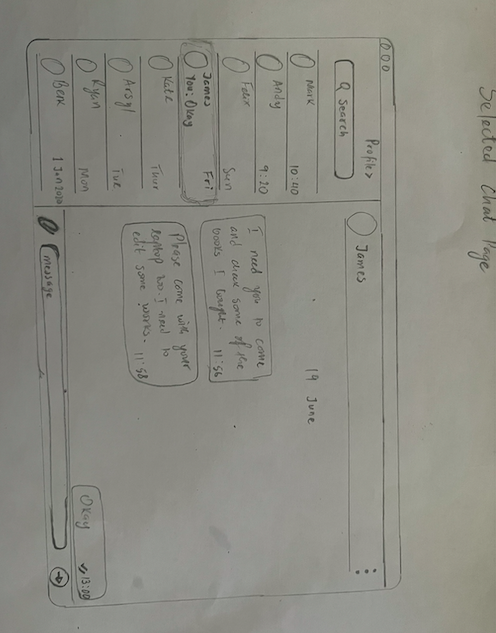 Selected Chat Page
Profile >
Q Search
Mark 10:40
Andy 9:20
Felix Sun
James
You: Okay Fri
Kate Thur
Arsyl Tue
Ryon Mon
Benk 1 Jan 2020
James
19 June
I need you to come
and check some of the
books I bought. 11:56
Please come with your
laptop too. I need to
edit some works. 11:58
Okay 13:00
message